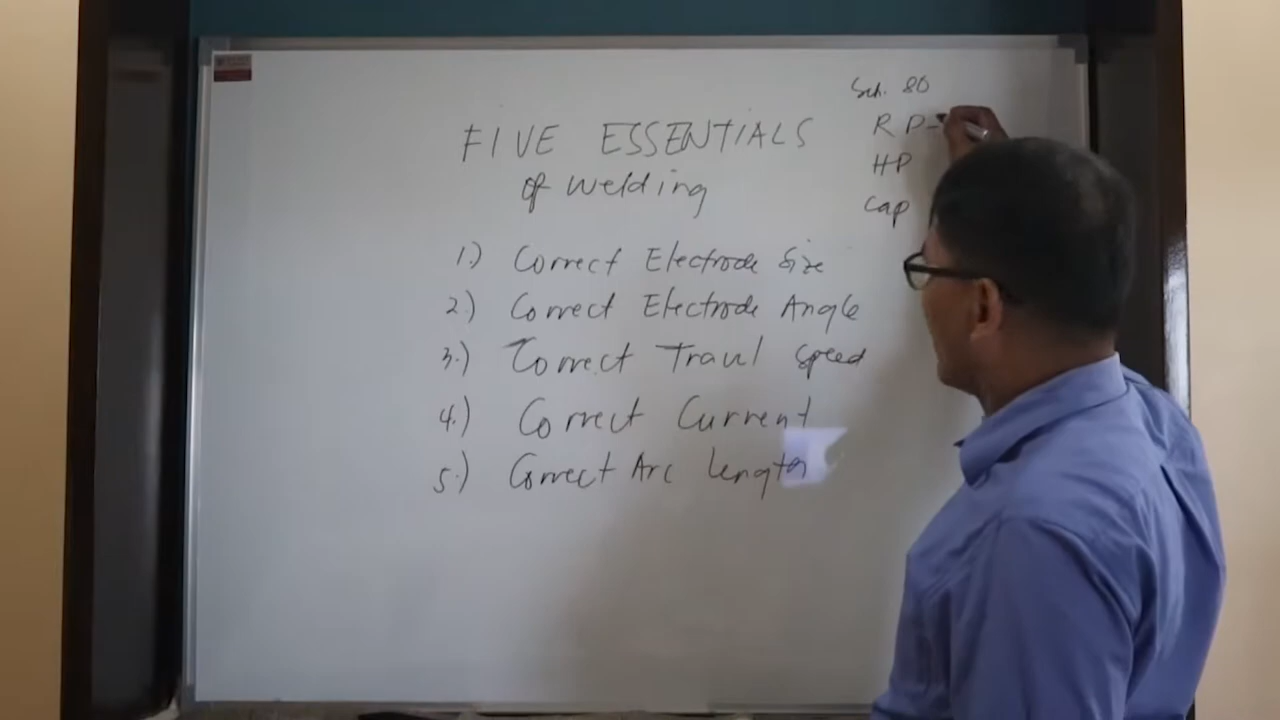 FIVE ESSENTIALS
of welding
1.) Correct Electrode Size
2.) Correct Electrode Angle
3.) Correct Travel Speed
4.) Correct Current
5.) Correct Arc Length
Sch. 80
R P-
HP
Cap